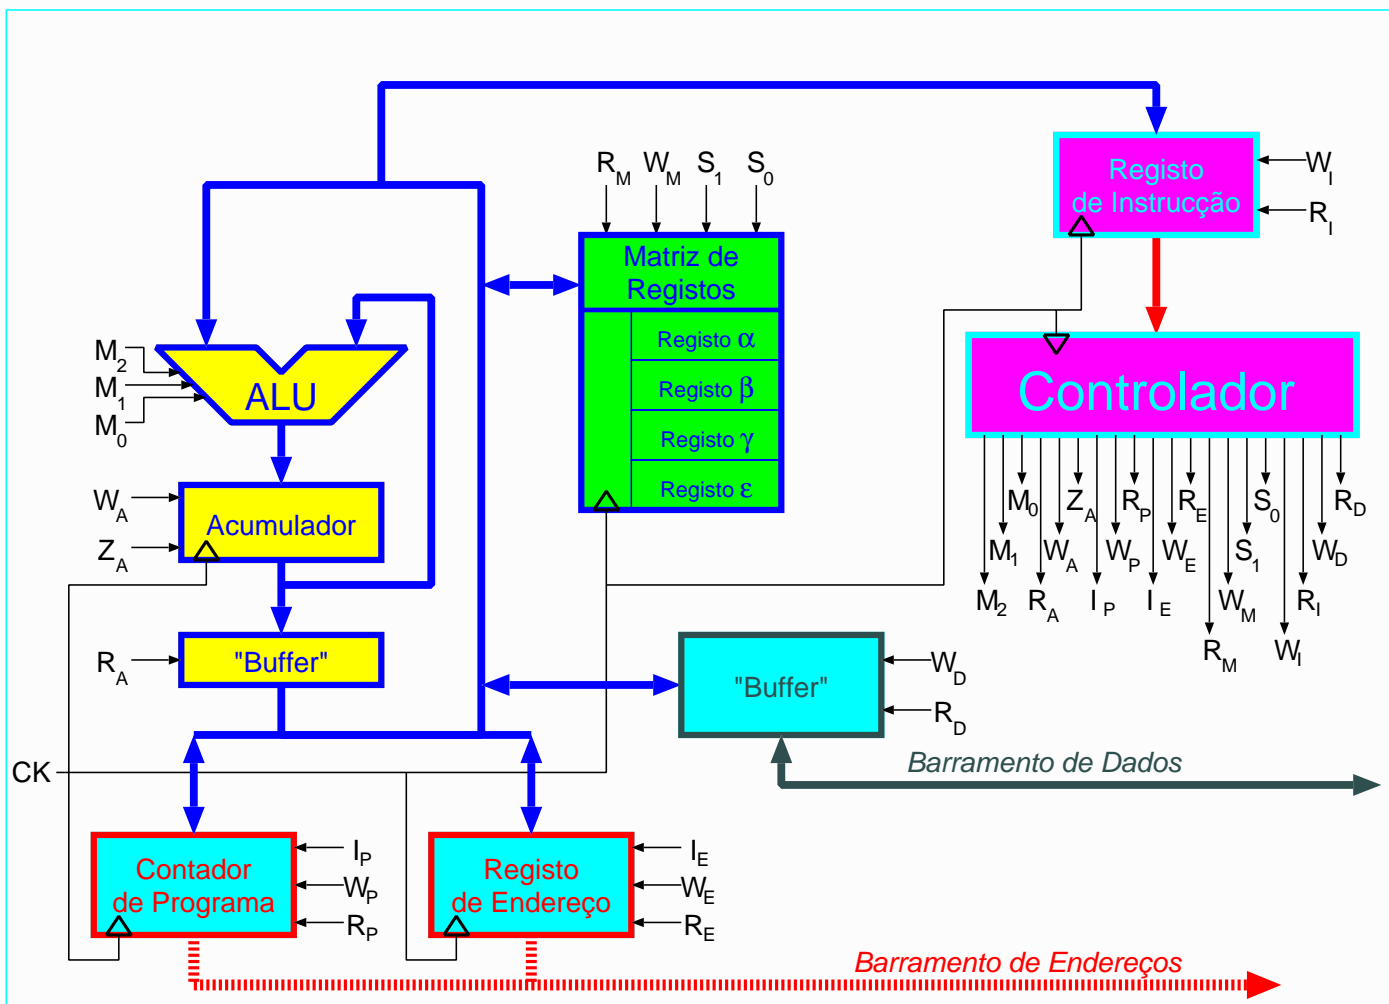 R_M W_M S_1 S_0
Registo
de Instrucção
W_I
R_I
Matriz de
Registos
Registo α
Registo β
Registo γ
Registo ε
M_2
M_1
M_0
ALU
Controlador
W_A
Z_A
Acumulador
M_0 Z_A R_P R_E S_0 R_D
M_1 W_A W_P W_E S_1 W_D
M_2 R_A I_P I_E W_M R_I
R_M W_I
R_A
"Buffer"
"Buffer"
W_D
R_D
CK
Barramento de Dados
Contador
de Programa
I_P
W_P
R_P
Registo
de Endereço
I_E
W_E
R_E
Barramento de Endereços